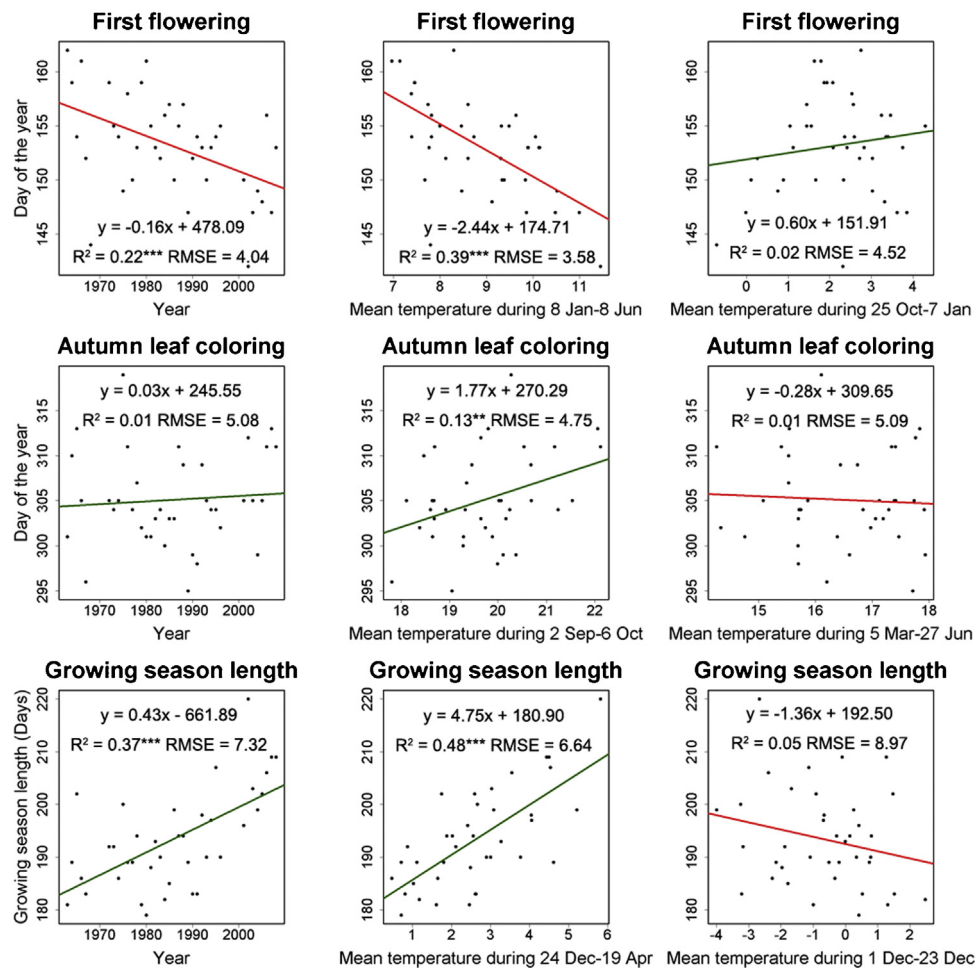 First flowering
First flowering
First flowering
Day of the year
160
155
150
145
y = -0.16x + 478.09
R² = 0.22*** RMSE = 4.04
1970 1980 1990 2000
Year
160
155
150
145
y = -2.44x + 174.71
R² = 0.39*** RMSE = 3.58
7 8 9 10 11
Mean temperature during 8 Jan-8 Jun
160
155
150
145
y = 0.60x + 151.91
R² = 0.02 RMSE = 4.52
0 1 2 3 4
Mean temperature during 25 Oct-7 Jan
Autumn leaf coloring
Autumn leaf coloring
Autumn leaf coloring
Day of the year
315
310
305
300
295
y = 0.03x + 245.55
R² = 0.01 RMSE = 5.08
1970 1980 1990 2000
Year
315
310
305
300
295
y = 1.77x + 270.29
R² = 0.13** RMSE = 4.75
18 19 20 21 22
Mean temperature during 2 Sep-6 Oct
315
310
305
300
295
y = -0.28x + 309.65
R² = 0.01 RMSE = 5.09
15 16 17 18
Mean temperature during 5 Mar-27 Jun
Growing season length
Growing season length
Growing season length
Growing season length (Days)
220
210
200
190
180
y = 0.43x - 661.89
R² = 0.37*** RMSE = 7.32
1970 1980 1990 2000
Year
220
210
200
190
180
y = 4.75x + 180.90
R² = 0.48*** RMSE = 6.64
1 2 3 4 5 6
Mean temperature during 24 Dec-19 Apr
220
210
200
190
180
y = -1.36x + 192.50
R² = 0.05 RMSE = 8.97
-4 -3 -2 -1 0 1 2
Mean temperature during 1 Dec-23 Dec